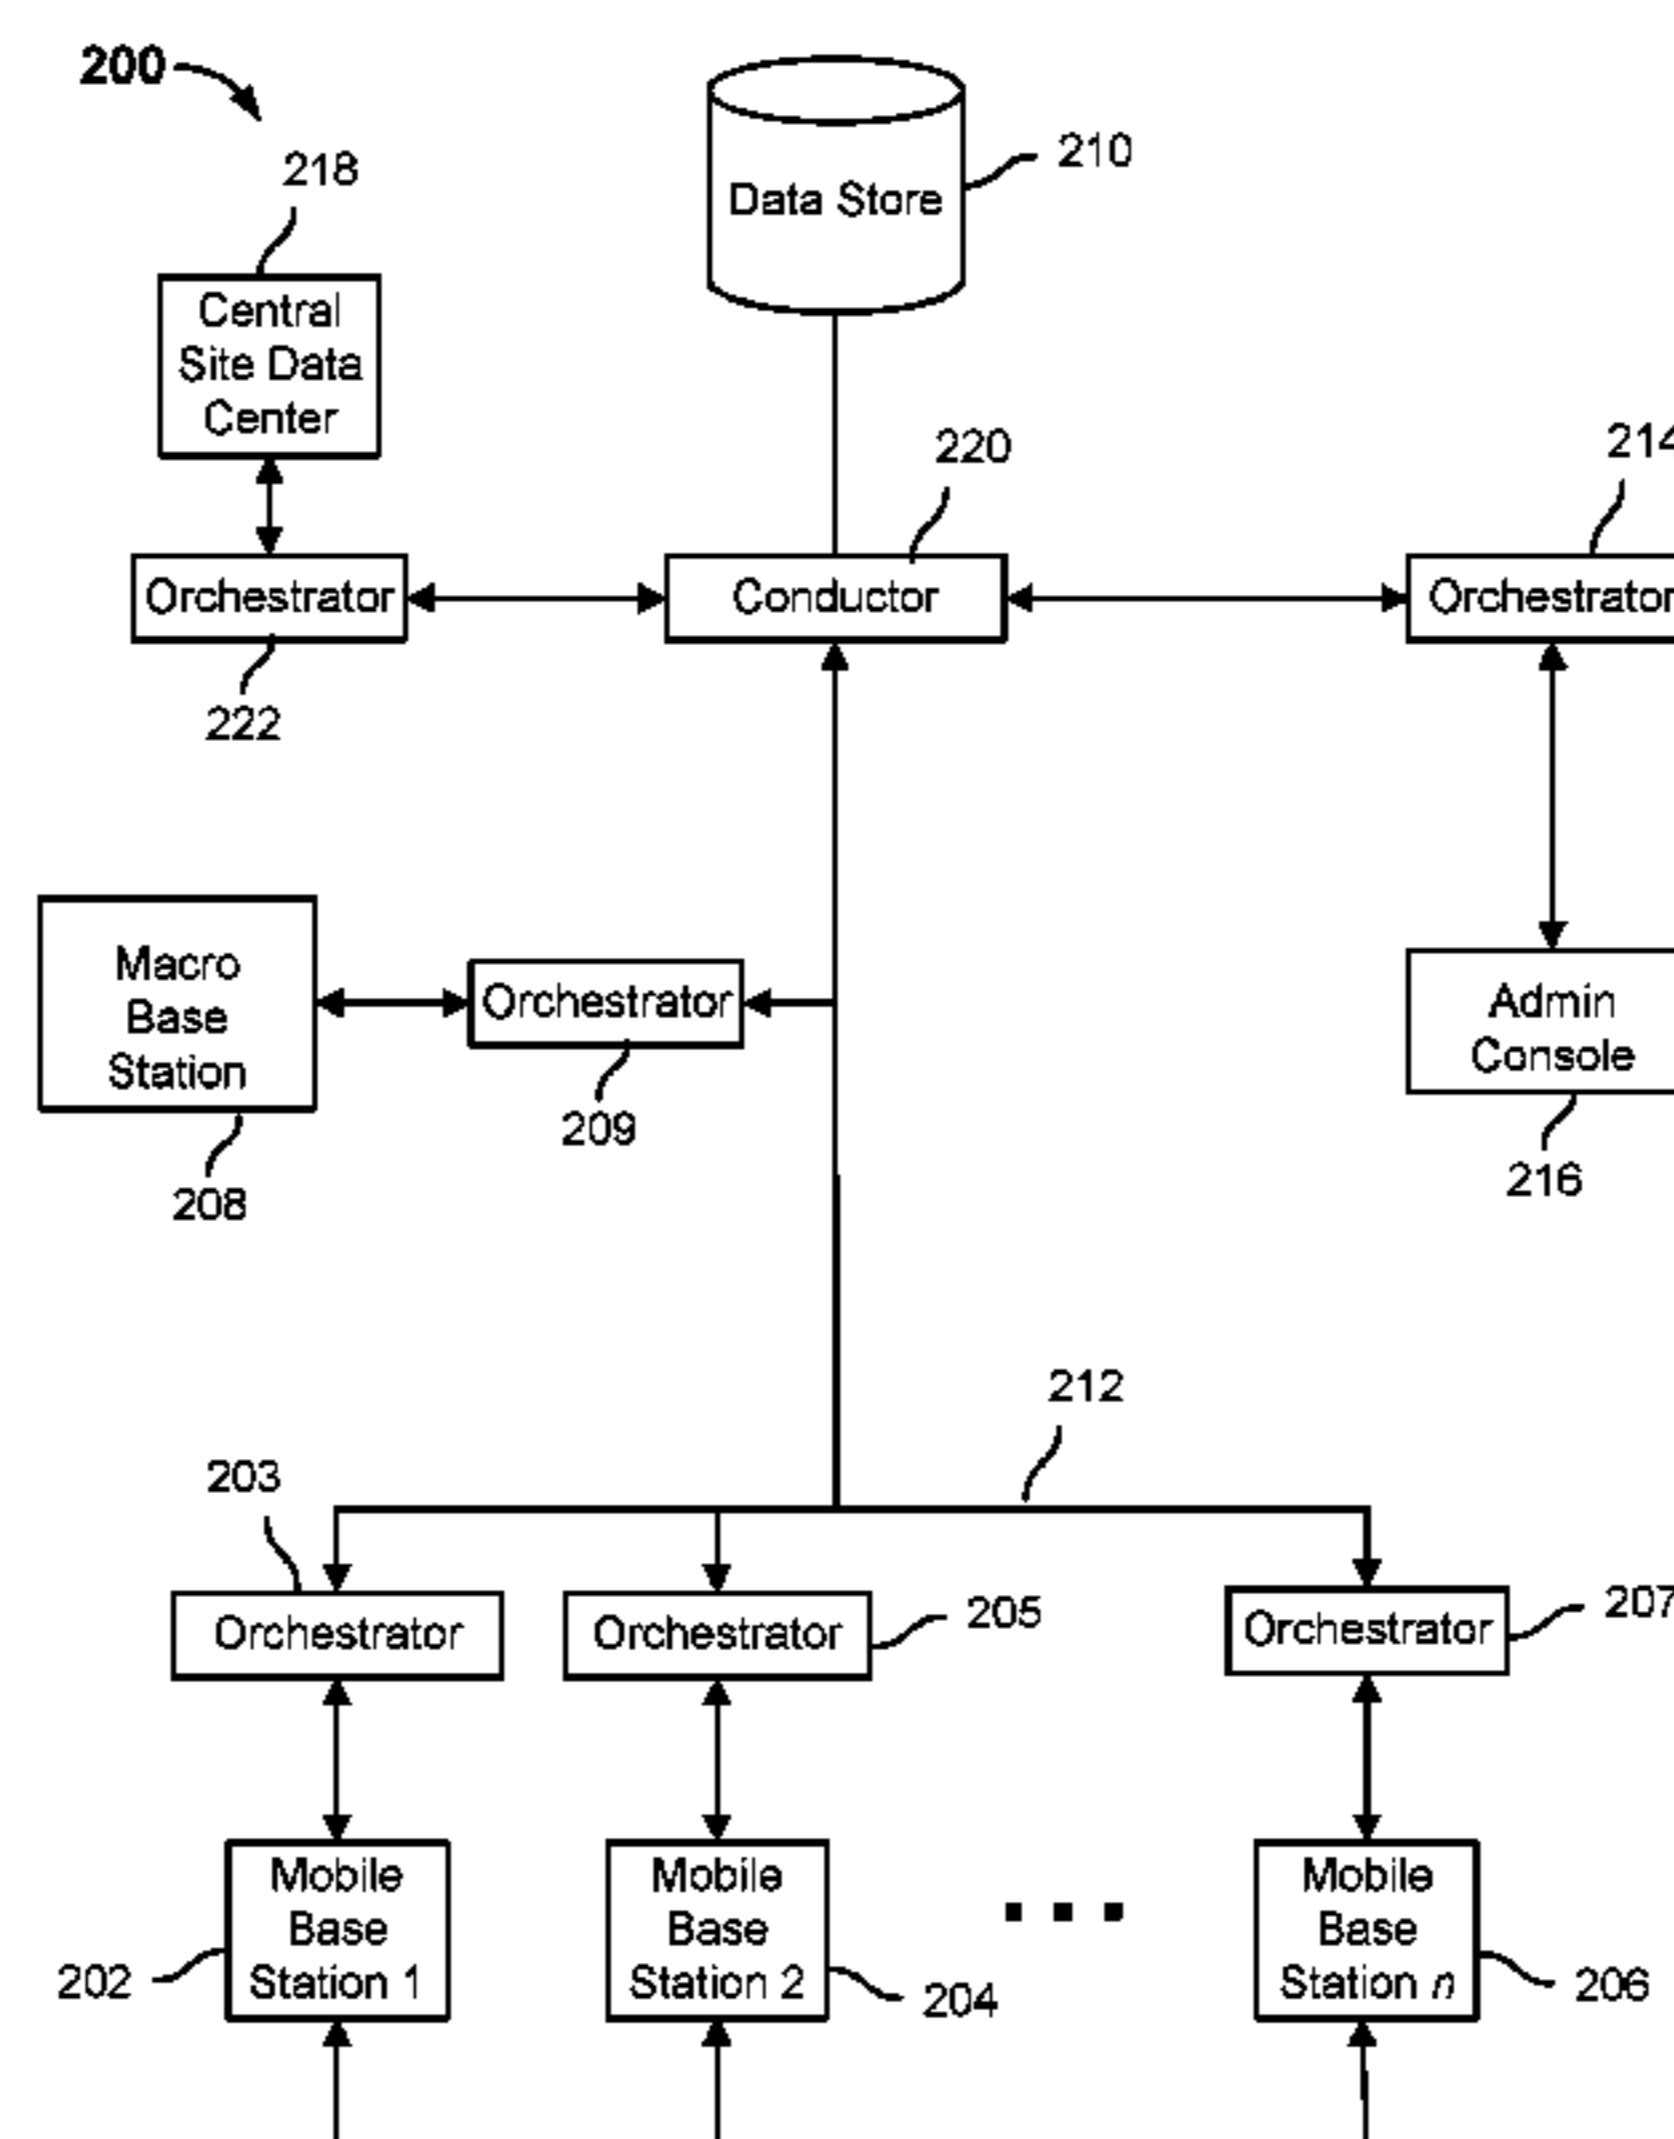 200
218
210
Data Store
Central
Site Data
Center
220
214
Orchestrator
Conductor
Orchestrator
222
Macro
Base
Station
Orchestrator
Admin
Console
209
216
208
212
203
205
207
Orchestrator
Orchestrator
Orchestrator
Mobile
Base
Station 1
Mobile
Base
Station 2
Mobile
Base
Station n
202
204
206